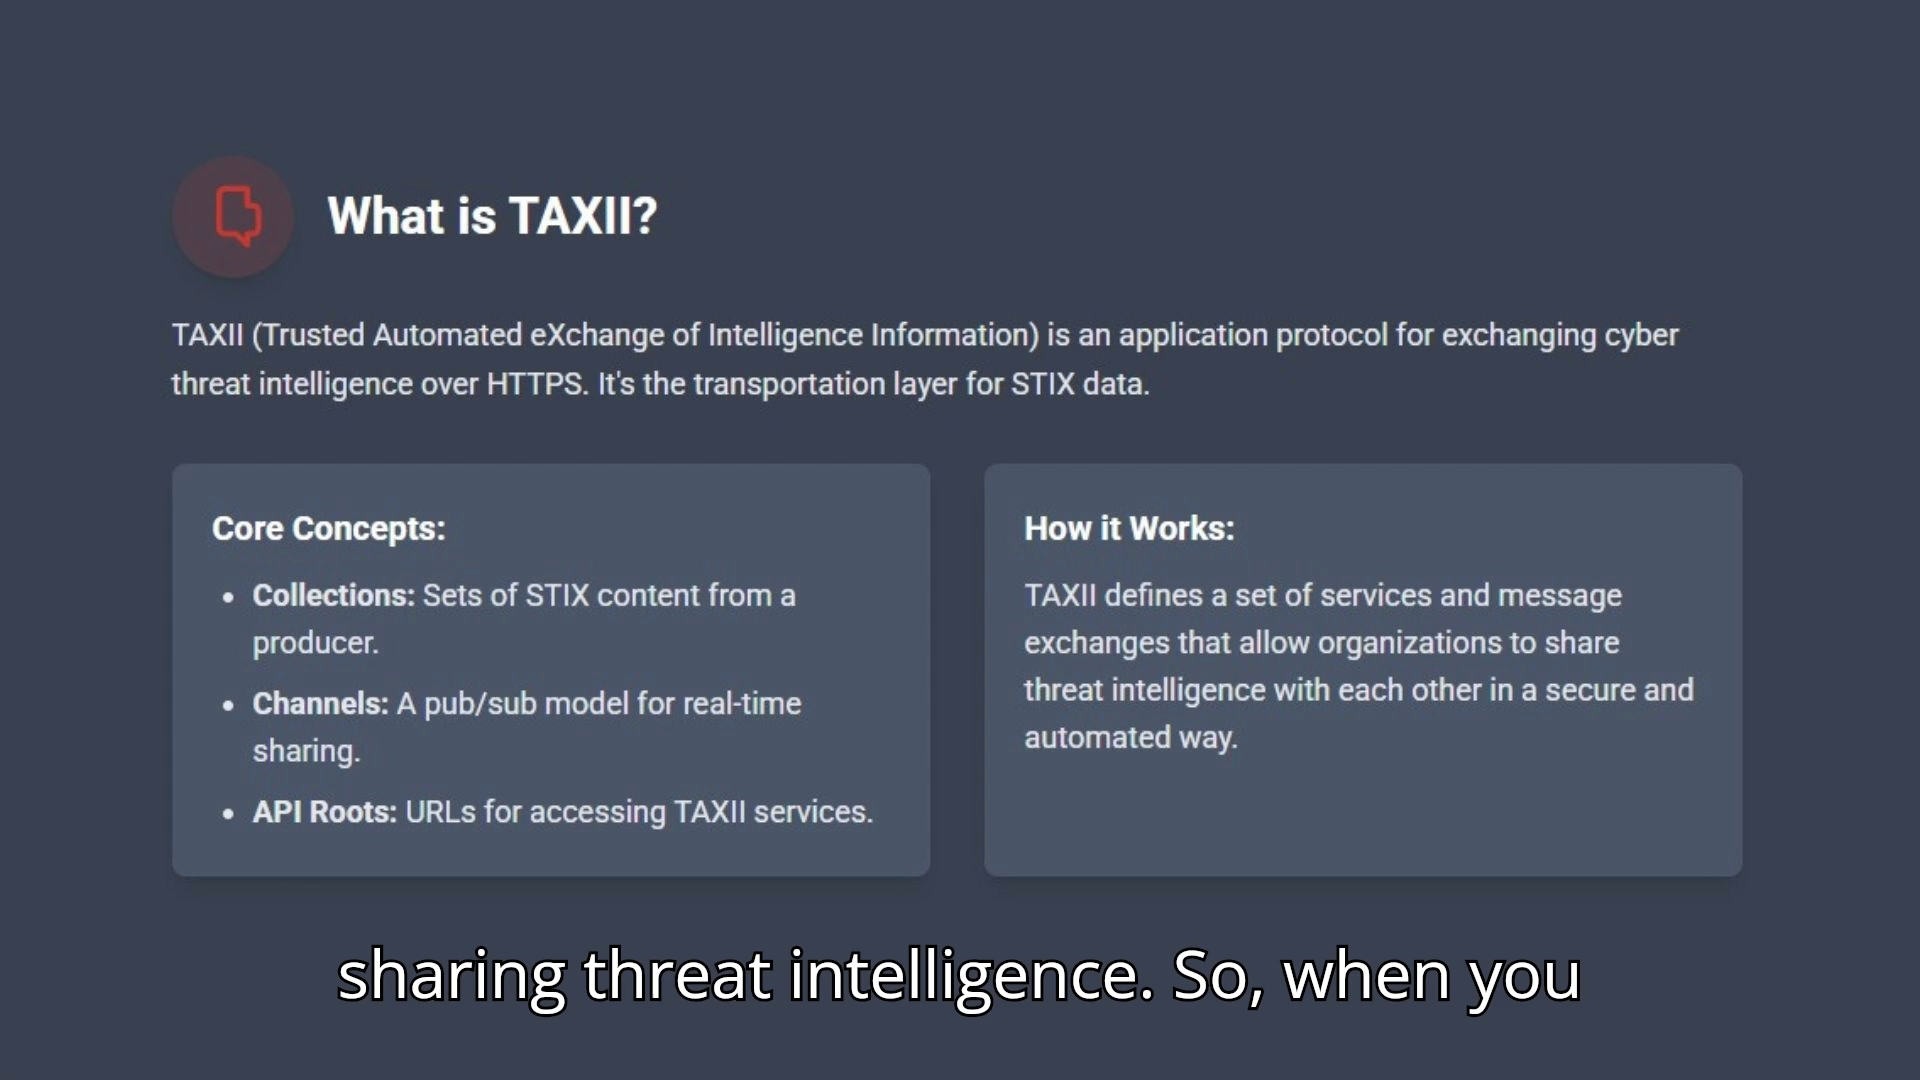 What is TAXII?
TAXII (Trusted Automated eXchange of Intelligence Information) is an application protocol for exchanging cyber
threat intelligence over HTTPS. It's the transportation layer for STIX data.
Core Concepts:
• Collections: Sets of STIX content from a
producer.
• Channels: A pub/sub model for real-time
sharing.
• API Roots: URLs for accessing TAXII services.
How it Works:
TAXII defines a set of services and message
exchanges that allow organizations to share
threat intelligence with each other in a secure and
automated way.
sharing threat intelligence. So, when you